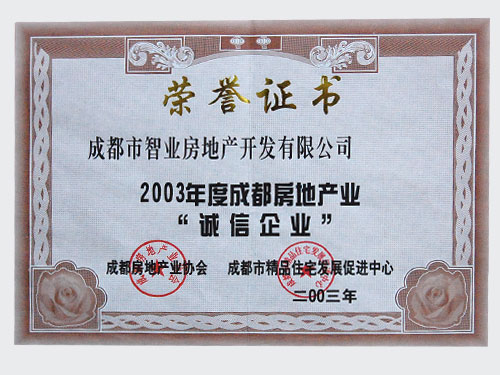 荣誉证书
成都市智业房地产开发有限公司
2003年度成都房地产业
“诚信企业”
成都房地产业协会 成都市精品住宅发展促进中心
二00三年